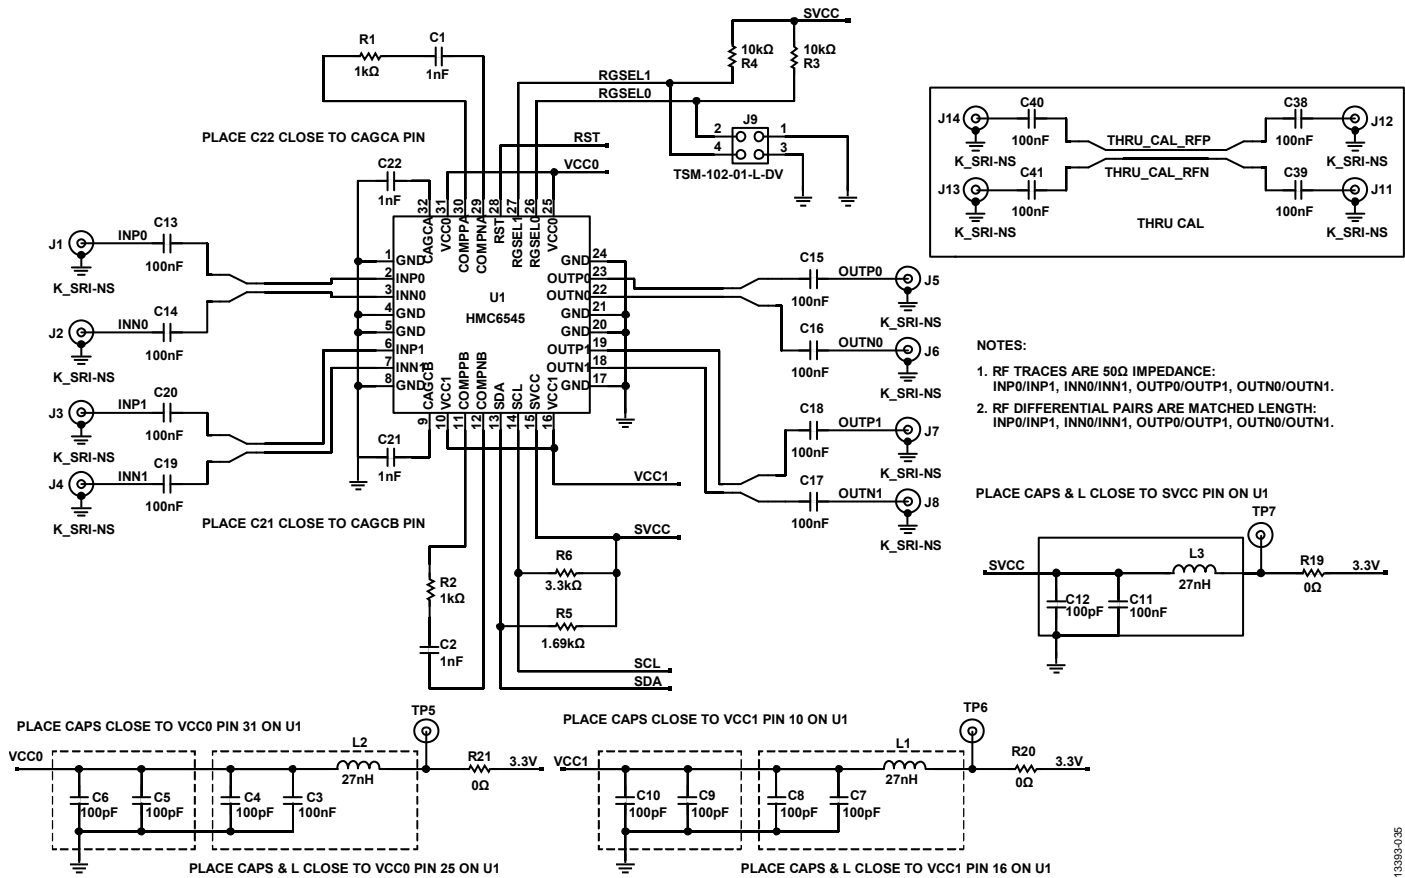 SVCC
R1
1kΩ
C1
1nF
10kΩ
R4
10kΩ
R3
RGSEL1
RGSEL0
PLACE C22 CLOSE TO CAGCA PIN
RST
VCC0
J9
2
1
4
3
TSM-102-01-L-DV
C22
1nF
32
31
30
29
28
27
26
25
CAGCA
VCC0
COMPPA
COMPNA
RST
RGSEL1
RGSEL0
VCC0
J1
INP0
C13
100nF
K_SRI-NS
J2
INN0
C14
100nF
K_SRI-NS
J3
INP1
C20
100nF
K_SRI-NS
J4
INN1
C19
100nF
K_SRI-NS
1 GND
2 INP0
3 INN0
4 GND
5 GND
6 INP1
7 INN1
8 GND
U1
HMC6545
GND 24
OUTP0 23
OUTN0 22
GND 21
GND 20
OUTP1 19
OUTN1 18
GND 17
CAGCB
VCC1
COMPPB
COMPNB
SDA
SCL
SVCC
VCC1
9
10
11
12
13
14
15
16
C21
1nF
PLACE C21 CLOSE TO CAGCB PIN
C15
100nF
OUTP0
J5
K_SRI-NS
C16
100nF
OUTN0
J6
K_SRI-NS
C18
100nF
OUTP1
J7
K_SRI-NS
C17
100nF
OUTN1
J8
K_SRI-NS
VCC1
SVCC
R6
3.3kΩ
R5
1.69kΩ
R2
1kΩ
C2
1nF
SCL
SDA
J14
C40
100nF
K_SRI-NS
J13
C41
100nF
K_SRI-NS
THRU_CAL_RFP
THRU_CAL_RFN
THRU CAL
C38
100nF
J12
K_SRI-NS
C39
100nF
J11
K_SRI-NS
NOTES:
1. RF TRACES ARE 50Ω IMPEDANCE:
INP0/INP1, INN0/INN1, OUTP0/OUTP1, OUTN0/OUTN1.
2. RF DIFFERENTIAL PAIRS ARE MATCHED LENGTH:
INP0/INP1, INN0/INN1, OUTP0/OUTP1, OUTN0/OUTN1.
PLACE CAPS & L CLOSE TO SVCC PIN ON U1
TP7
SVCC
L3
27nH
R19
0Ω
3.3V
C12
100pF
C11
100nF
PLACE CAPS CLOSE TO VCC0 PIN 31 ON U1
TP5
VCC0
L2
27nH
R21
0Ω
3.3V
C6
100pF
C5
100pF
C4
100pF
C3
100nF
PLACE CAPS & L CLOSE TO VCC0 PIN 25 ON U1
PLACE CAPS CLOSE TO VCC1 PIN 10 ON U1
TP6
VCC1
L1
27nH
R20
0Ω
3.3V
C10
100pF
C9
100pF
C8
100pF
C7
100pF
PLACE CAPS & L CLOSE TO VCC1 PIN 16 ON U1
13393-035